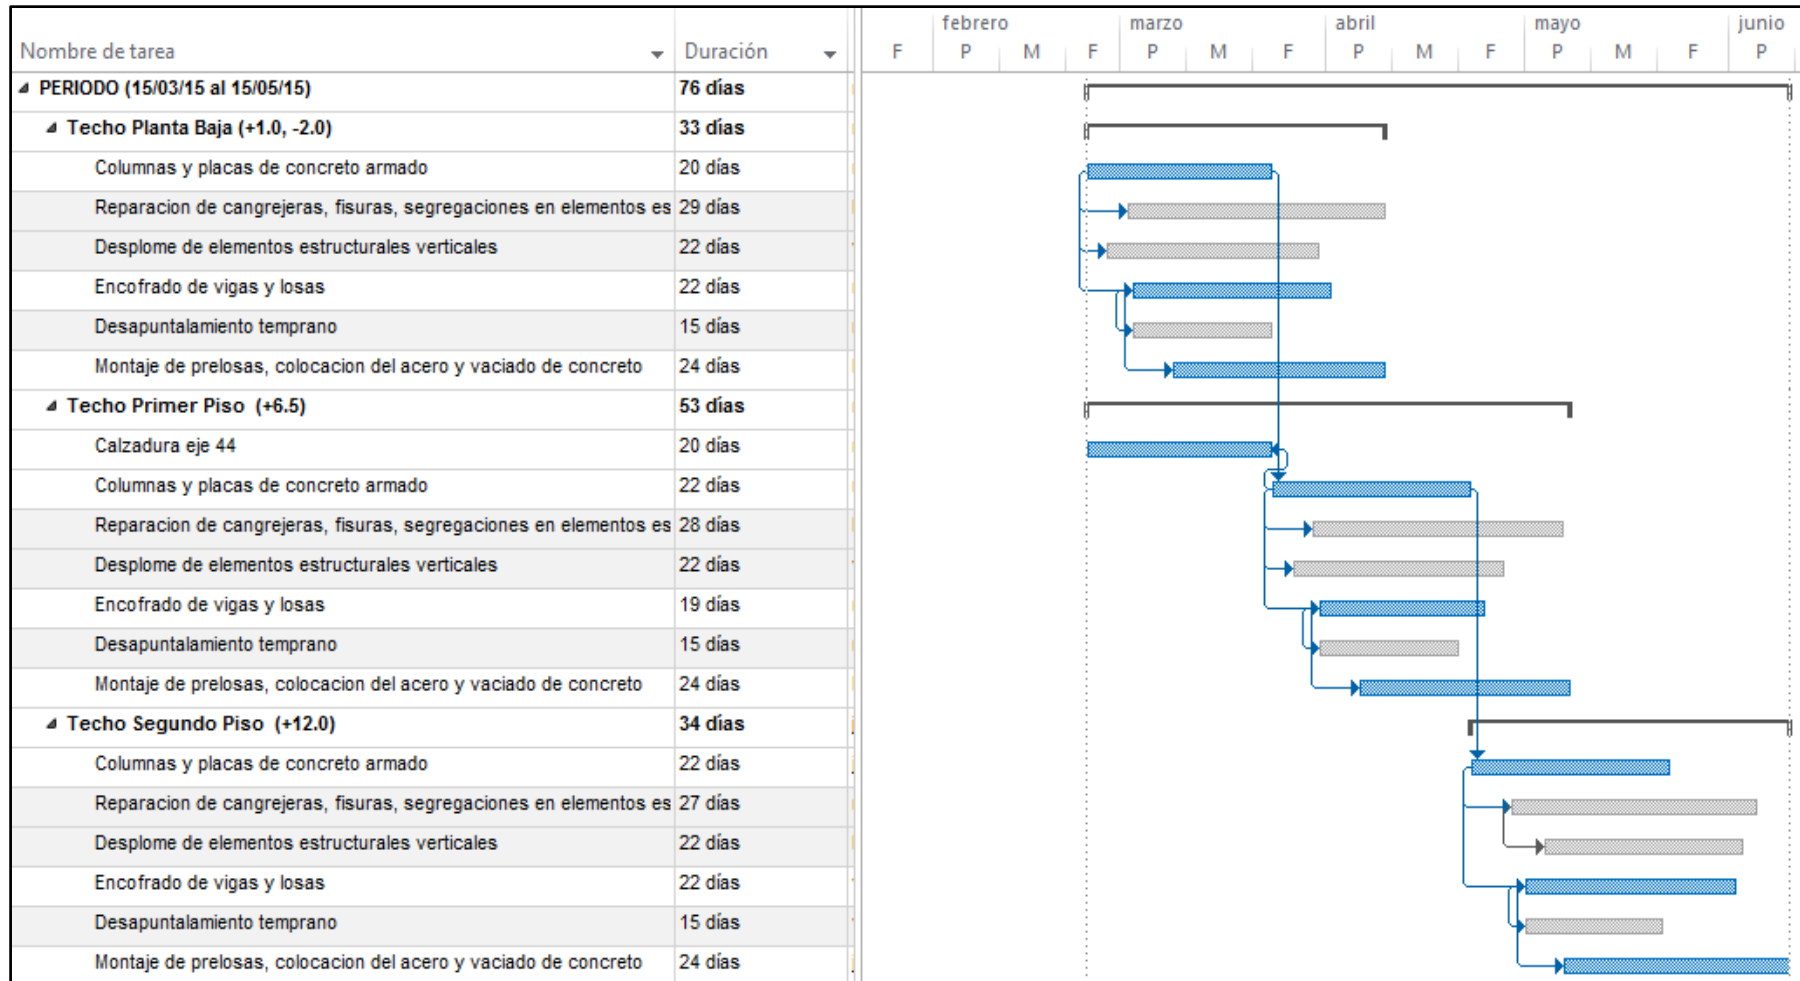 febrero marzo abril mayo junio
Nombre de tarea Duración F P M F P M F P M F P M F P
PERIODO (15/03/15 al 15/05/15) 76 días
Techo Planta Baja (+1.0, -2.0) 33 días
Columnas y placas de concreto armado 20 días
Reparacion de cangrejeras, fisuras, segregaciones en elementos es 29 días
Desplome de elementos estructurales verticales 22 días
Encofrado de vigas y losas 22 días
Desapuntalamiento temprano 15 días
Montaje de prelosas, colocacion del acero y vaciado de concreto 24 días
Techo Primer Piso (+6.5) 53 días
Calzadura eje 44 20 días
Columnas y placas de concreto armado 22 días
Reparacion de cangrejeras, fisuras, segregaciones en elementos es 28 días
Desplome de elementos estructurales verticales 22 días
Encofrado de vigas y losas 19 días
Desapuntalamiento temprano 15 días
Montaje de prelosas, colocacion del acero y vaciado de concreto 24 días
Techo Segundo Piso (+12.0) 34 días
Columnas y placas de concreto armado 22 días
Reparacion de cangrejeras, fisuras, segregaciones en elementos es 27 días
Desplome de elementos estructurales verticales 22 días
Encofrado de vigas y losas 22 días
Desapuntalamiento temprano 15 días
Montaje de prelosas, colocacion del acero y vaciado de concreto 24 días